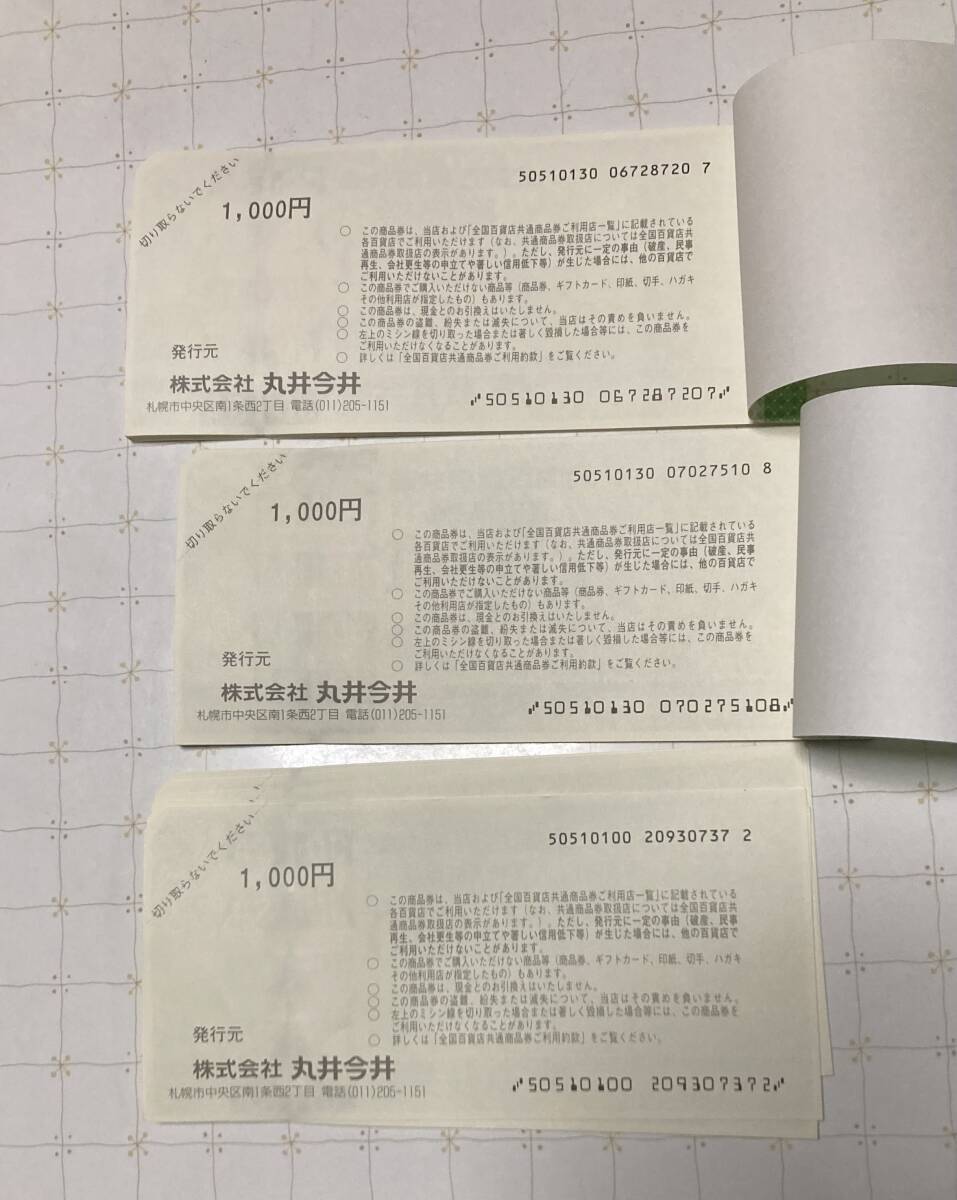 切り取らないでください
50510130 06728720 7
1,000円
○ この商品券は、当店および「全国百貨店共通商品券ご利用店一覧」に記載されている
各百貨店でご利用いただけます（なお、共通商品券取扱店については全国百貨店共
通商品券取扱店の表示があります。）。ただし、発行元に一定の事由（破産、民事
再生、会社更生等の申立てや著しい信用低下等）が生じた場合には、他の百貨店で
ご利用いただけないことがあります。
○ この商品券でご購入いただけない商品等（商品券、ギフトカード、印紙、切手、ハガキ
その他利用店が指定したもの）もあります。
○ この商品券は、現金とのお引換えはいたしません。
○ この商品券の盗難、紛失または滅失について、当店はその責めを負いません。
○ 左上のミシン線を切り取った場合または著しく毀損した場合等には、この商品券を
ご利用いただけなくなることがあります。
○ 詳しくは「全国百貨店共通商品券ご利用約款」をご覧ください。
発行元
株式会社 丸井今井
札幌市中央区南1条西2丁目 電話(011)205-1151
⑈50510130 067287207⑈
切り取らないでください
50510130 07027510 8
1,000円
○ この商品券は、当店および「全国百貨店共通商品券ご利用店一覧」に記載されている
各百貨店でご利用いただけます（なお、共通商品券取扱店については全国百貨店共
通商品券取扱店の表示があります。）。ただし、発行元に一定の事由（破産、民事
再生、会社更生等の申立てや著しい信用低下等）が生じた場合には、他の百貨店で
ご利用いただけないことがあります。
○ この商品券でご購入いただけない商品等（商品券、ギフトカード、印紙、切手、ハガキ
その他利用店が指定したもの）もあります。
○ この商品券は、現金とのお引換えはいたしません。
○ この商品券の盗難、紛失または滅失について、当店はその責めを負いません。
○ 左上のミシン線を切り取った場合または著しく毀損した場合等には、この商品券を
ご利用いただけなくなることがあります。
○ 詳しくは「全国百貨店共通商品券ご利用約款」をご覧ください。
発行元
株式会社 丸井今井
札幌市中央区南1条西2丁目 電話(011)205-1151
⑈50510130 070275108⑈
切り取らないでください
50510100 20930737 2
1,000円
○ この商品券は、当店および「全国百貨店共通商品券ご利用店一覧」に記載されている
各百貨店でご利用いただけます（なお、共通商品券取扱店については全国百貨店共
通商品券取扱店の表示があります。）。ただし、発行元に一定の事由（破産、民事
再生、会社更生等の申立てや著しい信用低下等）が生じた場合には、他の百貨店で
ご利用いただけないことがあります。
○ この商品券でご購入いただけない商品等（商品券、ギフトカード、印紙、切手、ハガキ
その他利用店が指定したもの）もあります。
○ この商品券は、現金とのお引換えはいたしません。
○ この商品券の盗難、紛失または滅失について、当店はその責めを負いません。
○ 左上のミシン線を切り取った場合または著しく毀損した場合等には、この商品券を
ご利用いただけなくなることがあります。
○ 詳しくは「全国百貨店共通商品券ご利用約款」をご覧ください。
発行元
株式会社 丸井今井
札幌市中央区南1条西2丁目 電話(011)205-1151
⑈50510100 209307372⑈